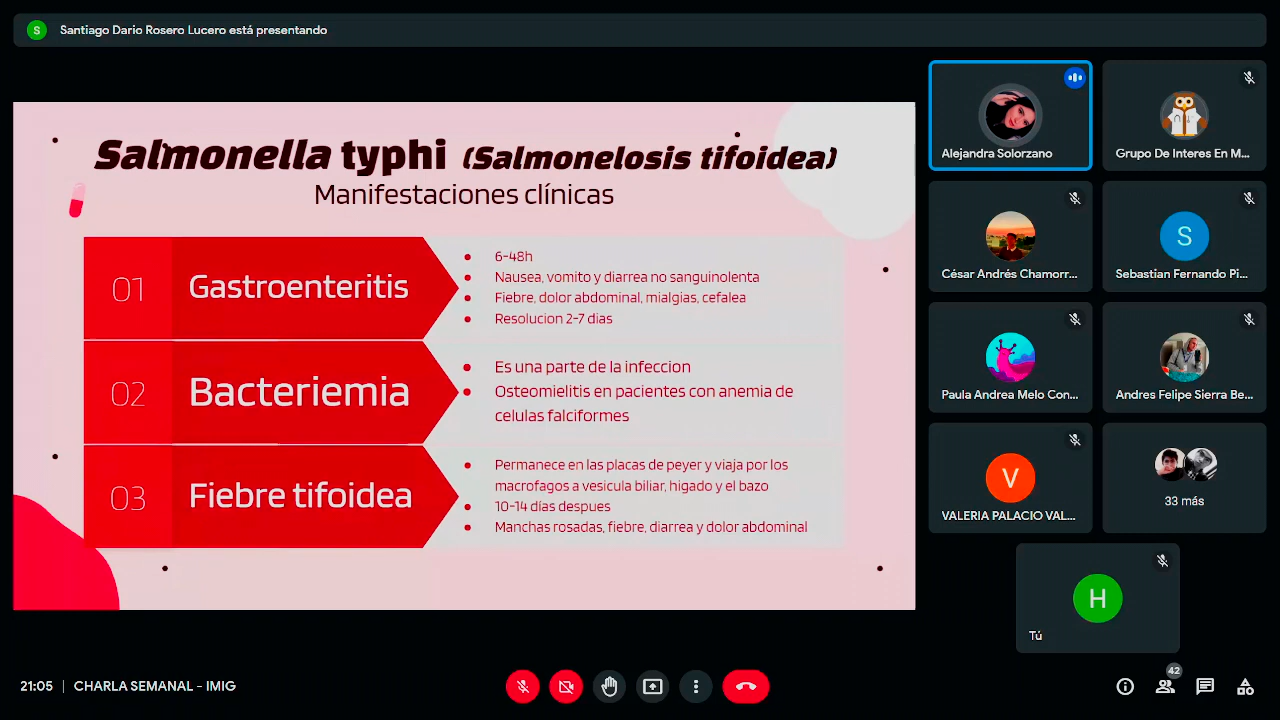 S
Santiago Dario Rosero Lucero está presentando
Salmonella typhi (Salmonelosis tifoidea)
Manifestaciones clínicas
01
Gastroenteritis
6-48h
Nausea, vomito y diarrea no sanguinolenta
Fiebre, dolor abdominal, mialgias, cefalea
Resolucion 2-7 dias
02
Bacteriemia
Es una parte de la infeccion
Osteomielitis en pacientes con anemia de
celulas falciformes
03
Fiebre tifoidea
Permanece en las placas de peyer y viaja por los
macrofagos a vesicula biliar, higado y el bazo
10-14 días despues
Manchas rosadas, fiebre, diarrea y dolor abdominal
Alejandra Solorzano
Grupo De Interes En M...
César Andrés Chamorr...
S
Sebastian Fernando Pi...
Paula Andrea Melo Con...
Andres Felipe Sierra Be...
V
VALERIA PALACIO VAL...
33 más
H
Tú
21:05 | CHARLA SEMANAL - IMIG
42